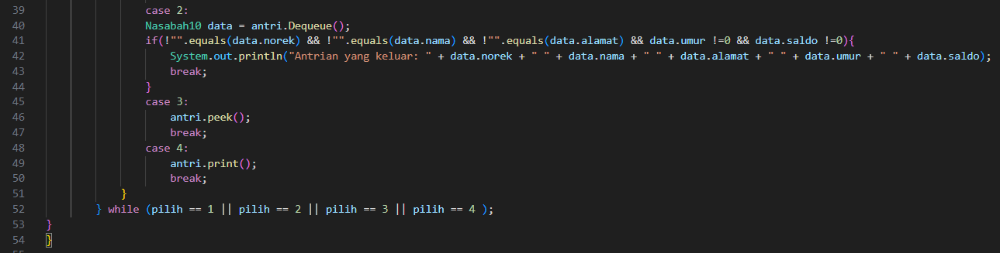 39 case 2:
40 Nasabah10 data = antri.Dequeue();
41 if(!"".equals(data.norek) && !"".equals(data.nama) && !"".equals(data.alamat) && data.umur !=0 && data.saldo !=0){
42 System.out.println("Antrian yang keluar: " + data.norek + " " + data.nama + " " + data.alamat + " " + data.umur + " " + data.saldo);
43 break;
44 }
45 case 3:
46 antri.peek();
47 break;
48 case 4:
49 antri.print();
50 break;
51 }
52 } while (pilih == 1 || pilih == 2 || pilih == 3 || pilih == 4 );
53 }
54 }